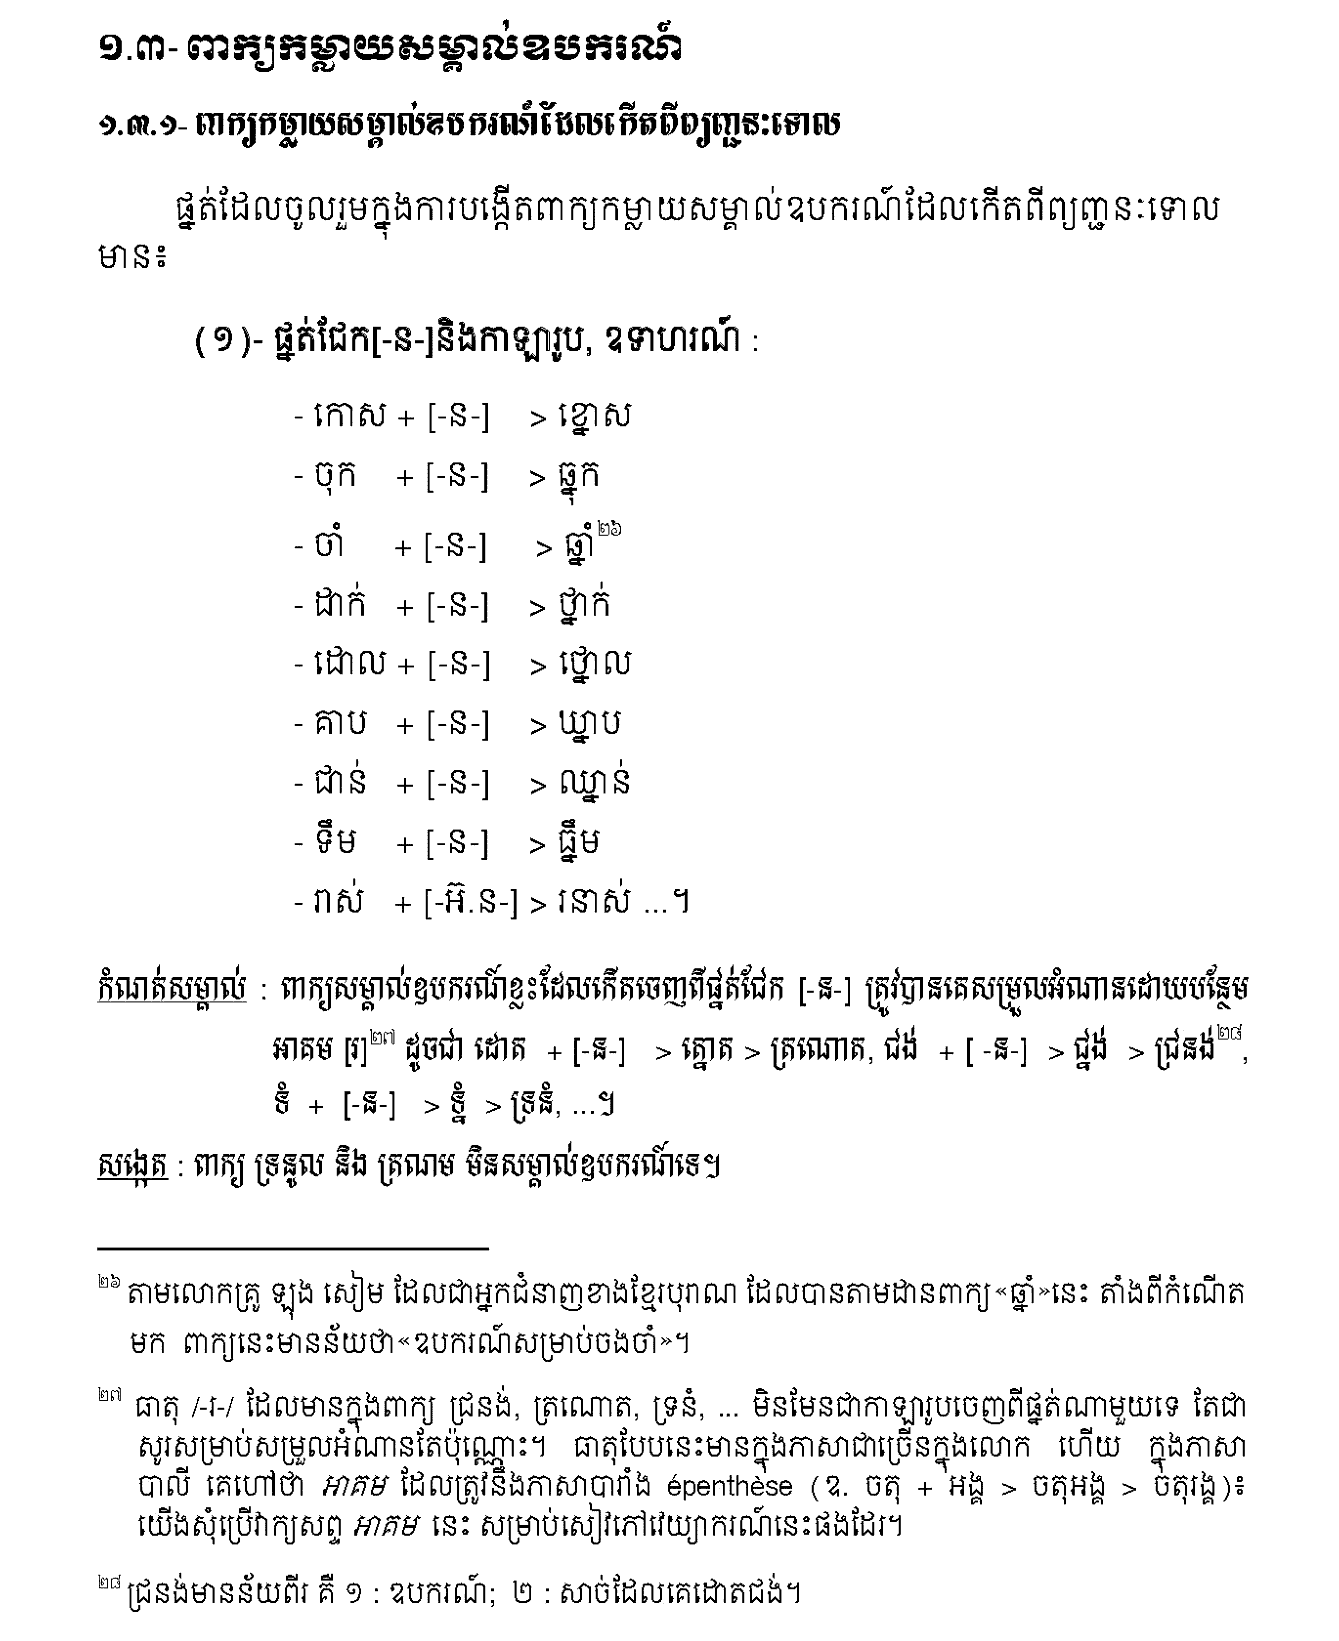 ១.៣- ពាក្យកម្លាយសម្គាល់ឧបករណ៍
១.៣.១- ពាក្យកម្លាយសម្គាល់ឧបករណ៍ដែលកើតពីព្យញ្ជនៈទោល
ផ្នត់ដែលចូលរួមក្នុងការបង្កើតពាក្យកម្លាយសម្គាល់ឧបករណ៍ដែលកើតពីព្យញ្ជនៈទោល
មាន៖
(១)- ផ្នត់ជែក[-ន-]និងកាឡារូប, ឧទាហរណ៍ :
- កោស + [-ន-] > ខ្នោស
- ចុក + [-ន-] > ឆ្នុក
- ចាំ + [-ន-] > ឆ្នាំ២៦
- ដាក់ + [-ន-] > ថ្នាក់
- ដោល + [-ន-] > ថ្នោល
- គាប + [-ន-] > ឃ្នាប
- ជាន់ + [-ន-] > ឈ្នាន់
- ទឹម + [-ន-] > ធ្នឹម
- រាស់ + [-អ៊.ន-] > រនាស់ ...។
កំណត់សម្គាល់ : ពាក្យសម្គាល់ឧបករណ៍ខ្លះដែលកើតចេញពីផ្នត់ជែក [-ន-] ត្រូវបានគេសម្រួលអំណានដោយបន្ថែម
អាគម [រ]២៧ ដូចជា ដោត + [-ន-] > ត្នោត > ត្រណោត, ជង់ + [ -ន-] > ជ្នង់ > ជ្រនង់២៨,
ទំ + [-ន-] > ទ្នំ > ទ្រនំ, ...។
សង្កេត : ពាក្យ ទ្រនូល និង ត្រណម មិនសម្គាល់ឧបករណ៍ទេ។
២៦ តាមលោកគ្រូ ឡុង សៀម ដែលជាអ្នកជំនាញខាងខ្មែរបុរាណ ដែលបានតាមដានពាក្យ«ឆ្នាំ»នេះ តាំងពីកំណើត
មក ពាក្យនេះមានន័យថា«ឧបករណ៍សម្រាប់ចងចាំ»។
២៧ ធាតុ /-រ-/ ដែលមានក្នុងពាក្យ ជ្រនង់, ត្រណោត, ទ្រនំ, ... មិនមែនជាកាឡារូបចេញពីផ្នត់ណាមួយទេ តែជា
សូរសម្រាប់សម្រួលអំណានតែប៉ុណ្ណោះ។ ធាតុបែបនេះមានក្នុងភាសាជាច្រើនក្នុងលោក ហើយ ក្នុងភាសា
បាលី គេហៅថា អាគម ដែលត្រូវនឹងភាសាបារាំង épenthèse (ឧ. ចតុ + អង្គ > ចតុអង្គ > ចតុរង្គ)៖
យើងសុំប្រើវាក្យសព្ទ អាគម នេះ សម្រាប់សៀវភៅវេយ្យាករណ៍នេះផងដែរ។
២៨ ជ្រនង់មានន័យពីរ គឺ ១ : ឧបករណ៍; ២ : សាច់ដែលគេដោតជង់។